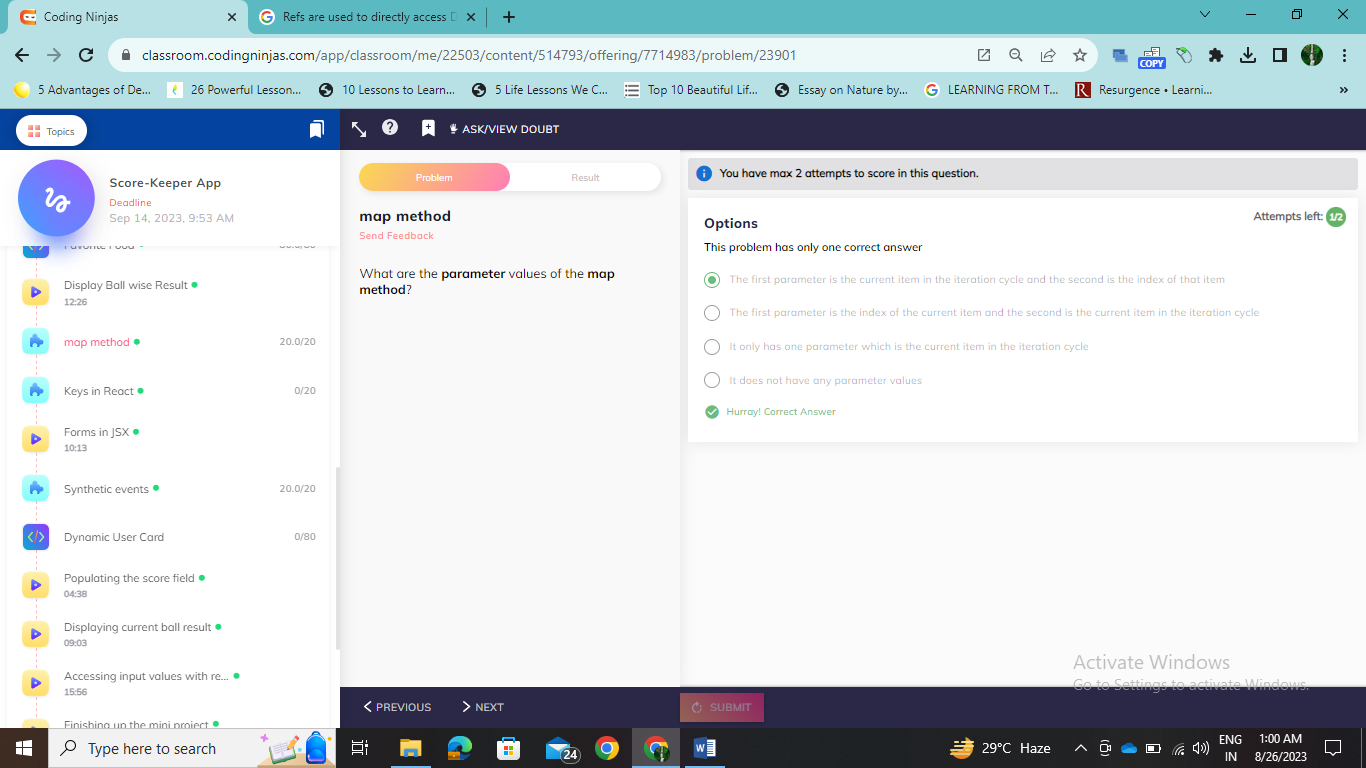 Coding Ninjas
Refs are used to directly access D
classroom.codingninjas.com/app/classroom/me/22503/content/514793/offering/7714983/problem/23901
COPY
5 Advantages of De...
26 Powerful Lesson...
10 Lessons to Learn...
5 Life Lessons We C...
Top 10 Beautiful Lif...
Essay on Nature by...
LEARNING FROM T...
Resurgence • Learni...
Topics
ASK/VIEW DOUBT
Score-Keeper App
Deadline
Sep 14, 2023, 9:53 AM
Favorite Food
Display Ball wise Result
12:26
map method
20.0/20
Keys in React
0/20
Forms in JSX
10:13
Synthetic events
20.0/20
Dynamic User Card
0/80
Populating the score field
04:38
Displaying current ball result
09:03
Accessing input values with re...
15:56
Finishing up the mini project
Problem
Result
map method
Send Feedback
What are the parameter values of the map
method?
PREVIOUS
NEXT
You have max 2 attempts to score in this question.
Options
Attempts left: 1/2
This problem has only one correct answer
The first parameter is the current item in the iteration cycle and the second is the index of that item
The first parameter is the index of the current item and the second is the current item in the iteration cycle
It only has one parameter which is the current item in the iteration cycle
It does not have any parameter values
Hurray! Correct Answer
Activate Windows
Go to Settings to activate Windows.
SUBMIT
Type here to search
24
29°C Haze
ENG
IN
1:00 AM
8/26/2023